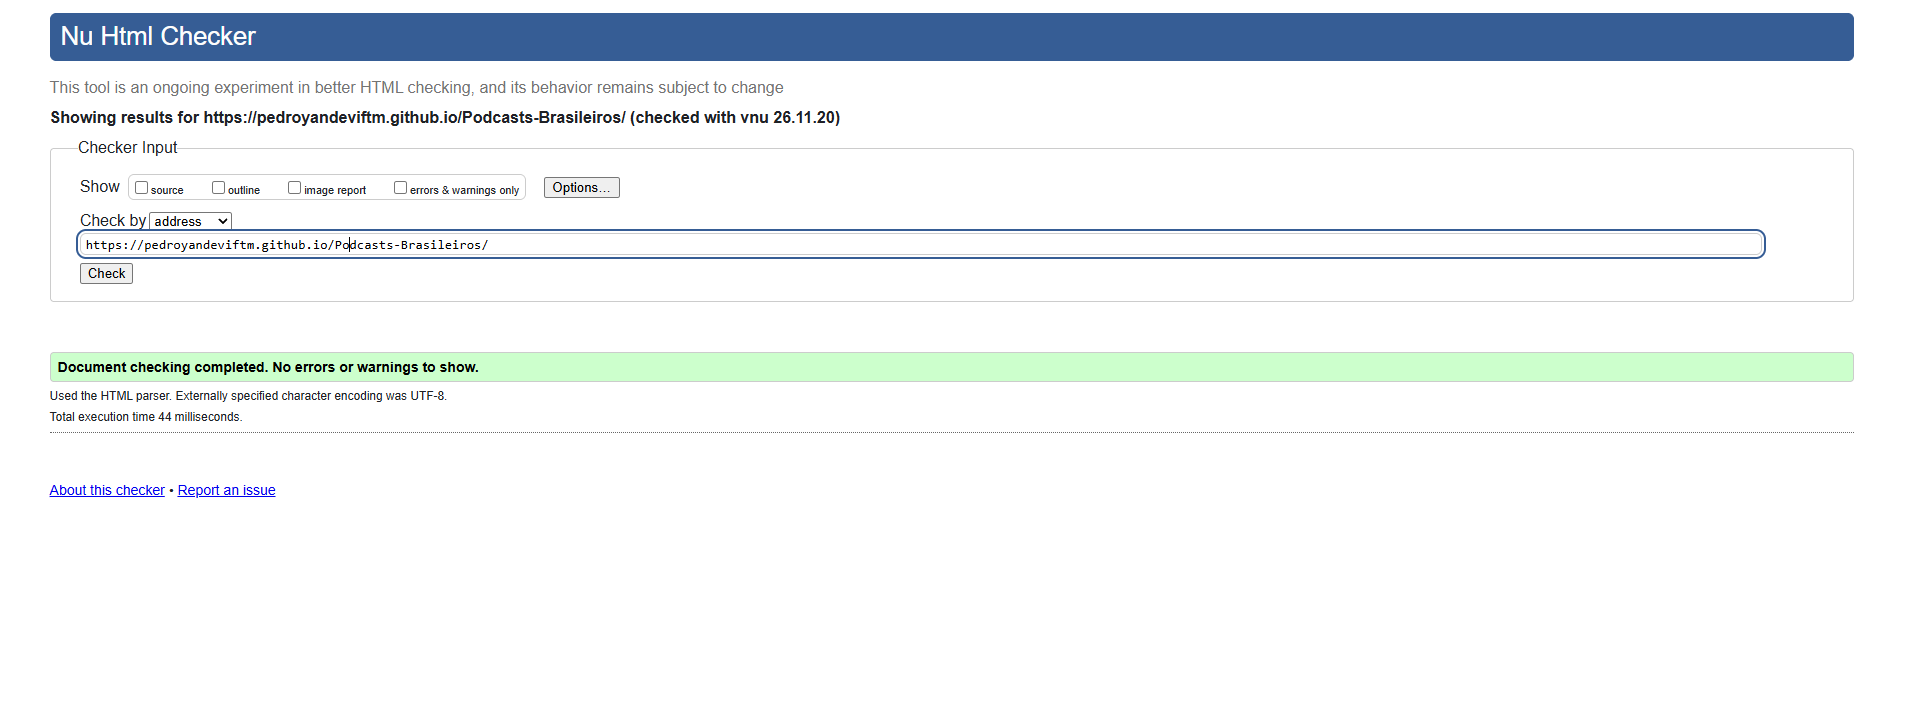 Nu Html Checker
This tool is an ongoing experiment in better HTML checking, and its behavior remains subject to change
Showing results for https://pedroyandeviftm.github.io/Podcasts-Brasileiros/ (checked with vnu 26.11.20)
Checker Input
Show source outline image report errors & warnings only Options...
Check by address
https://pedroyandeviftm.github.io/Podcasts-Brasileiros/
Check
Document checking completed. No errors or warnings to show.
Used the HTML parser. Externally specified character encoding was UTF-8.
Total execution time 44 milliseconds.
About this checker • Report an issue